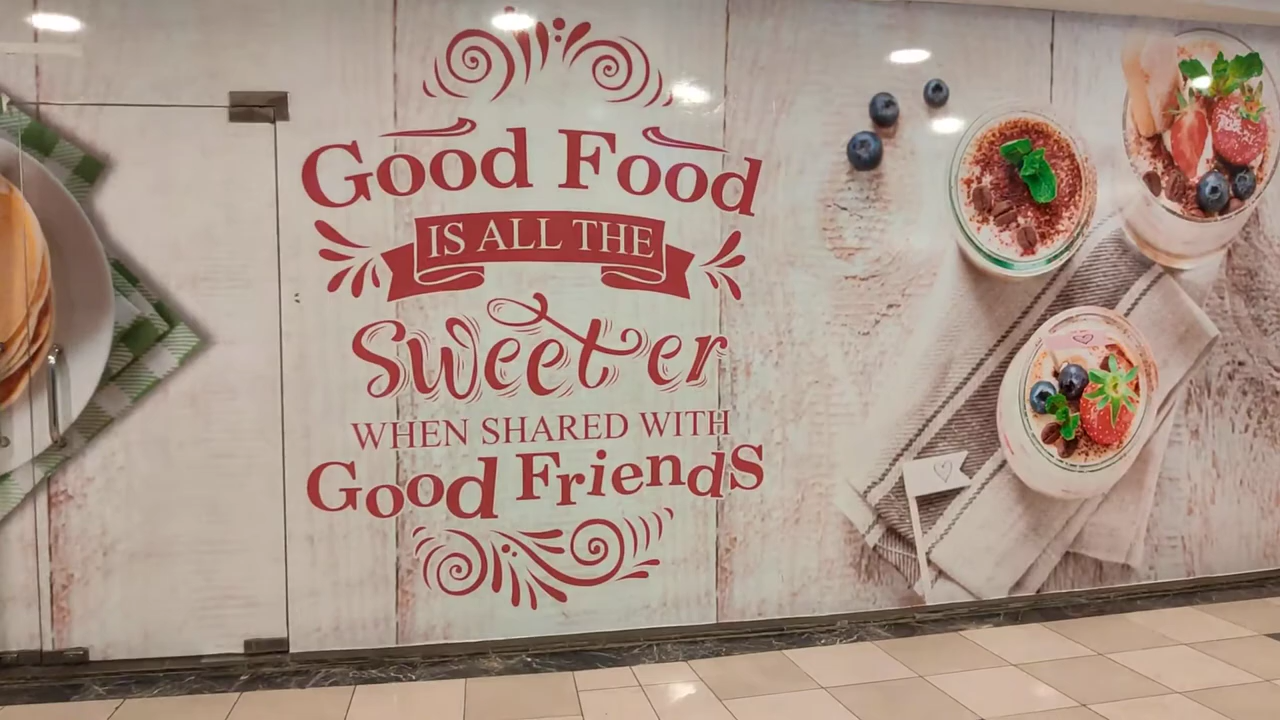 Good Food
IS ALL THE
Sweeter
WHEN SHARED WITH
Good FriendS